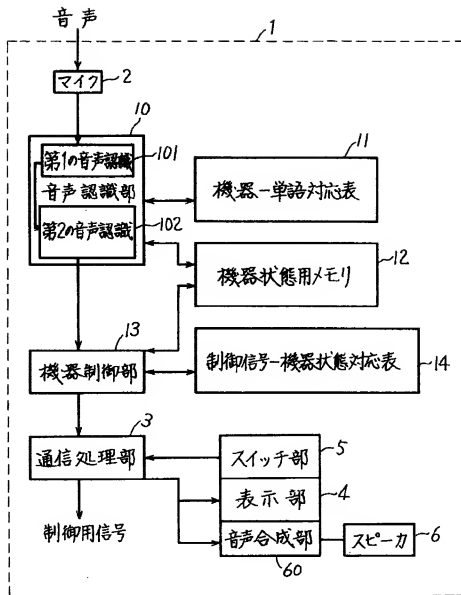 音声
1
マイク
2
10
第1の音声認識
101
音声認識部
第2の音声認識
102
11
機器−単語対応表
12
機器状態用メモリ
13
機器制御部
制御信号−機器状態対応表
14
3
通信処理部
スイッチ部
5
表示部
4
音声合成部
60
スピーカ
6
制御用信号